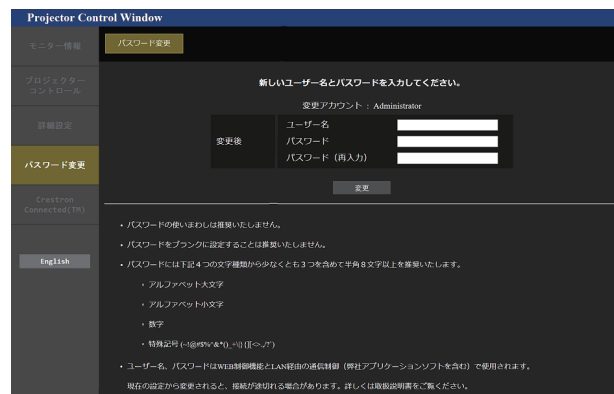 Projector Control Window
モニター情報
パスワード変更
プロジェクター
コントロール
新しいユーザー名とパスワードを入力してください。
変更アカウント : Administrator
詳細設定
変更後
ユーザー名
パスワード
パスワード (再入力)
パスワード変更
変更
Crestron
Connected(TM)
English
・パスワードの使いまわしは推奨いたしません。
・パスワードをブランクに設定することは推奨いたしません。
・パスワードには下記4つの文字種類から少なくとも3つを含めて半角8文字以上を推奨いたします。
・アルファベット大文字
・アルファベット小文字
・数字
・特殊記号
・ユーザー名、パスワードはWEB制御機能とLAN経由の通信制御（弊社アプリケーションソフトを含む）で使用されます。
現在の設定から変更されると、接続が途切れる場合があります。詳しくは取扱説明書をご覧ください。